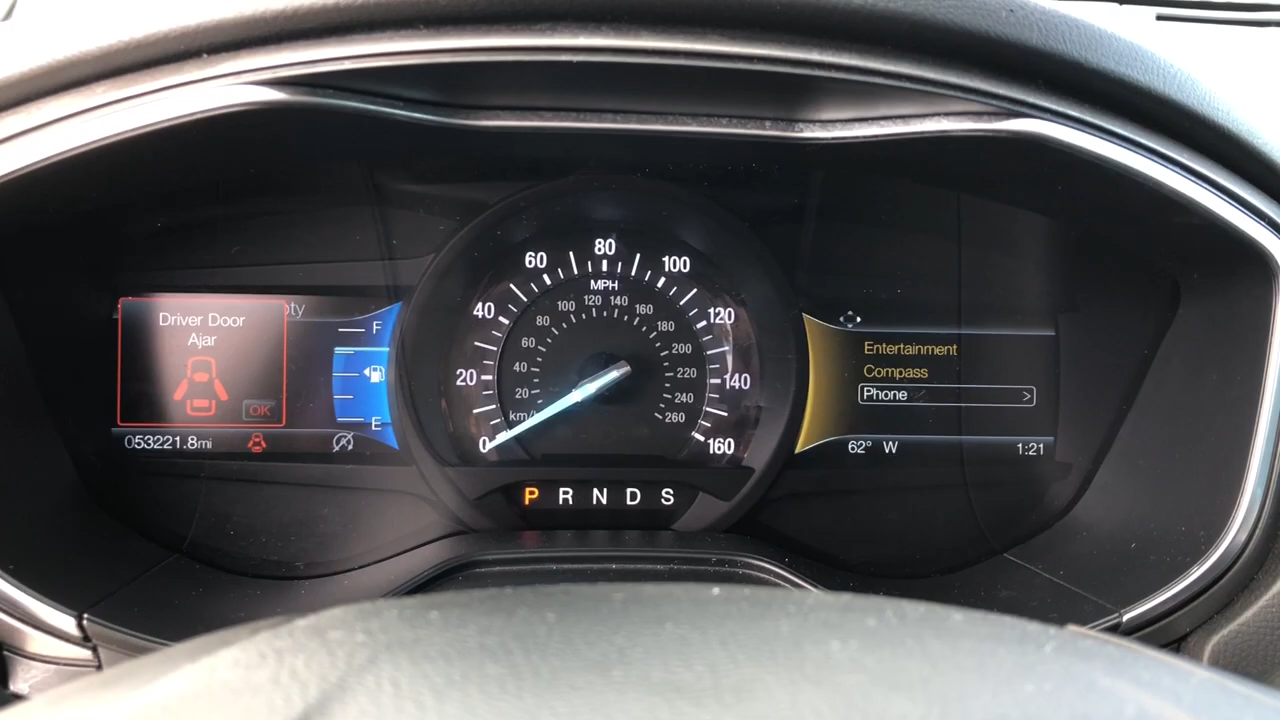 Driver Door
Ajar
OK
053221.8mi
F
E
0 20 40 60 80 100 120 140 160
MPH
20 40 60 80 100 120 140 160 180 200 220 240 260
P R N D S
Entertainment
Compass
Phone >
62° W
1:21